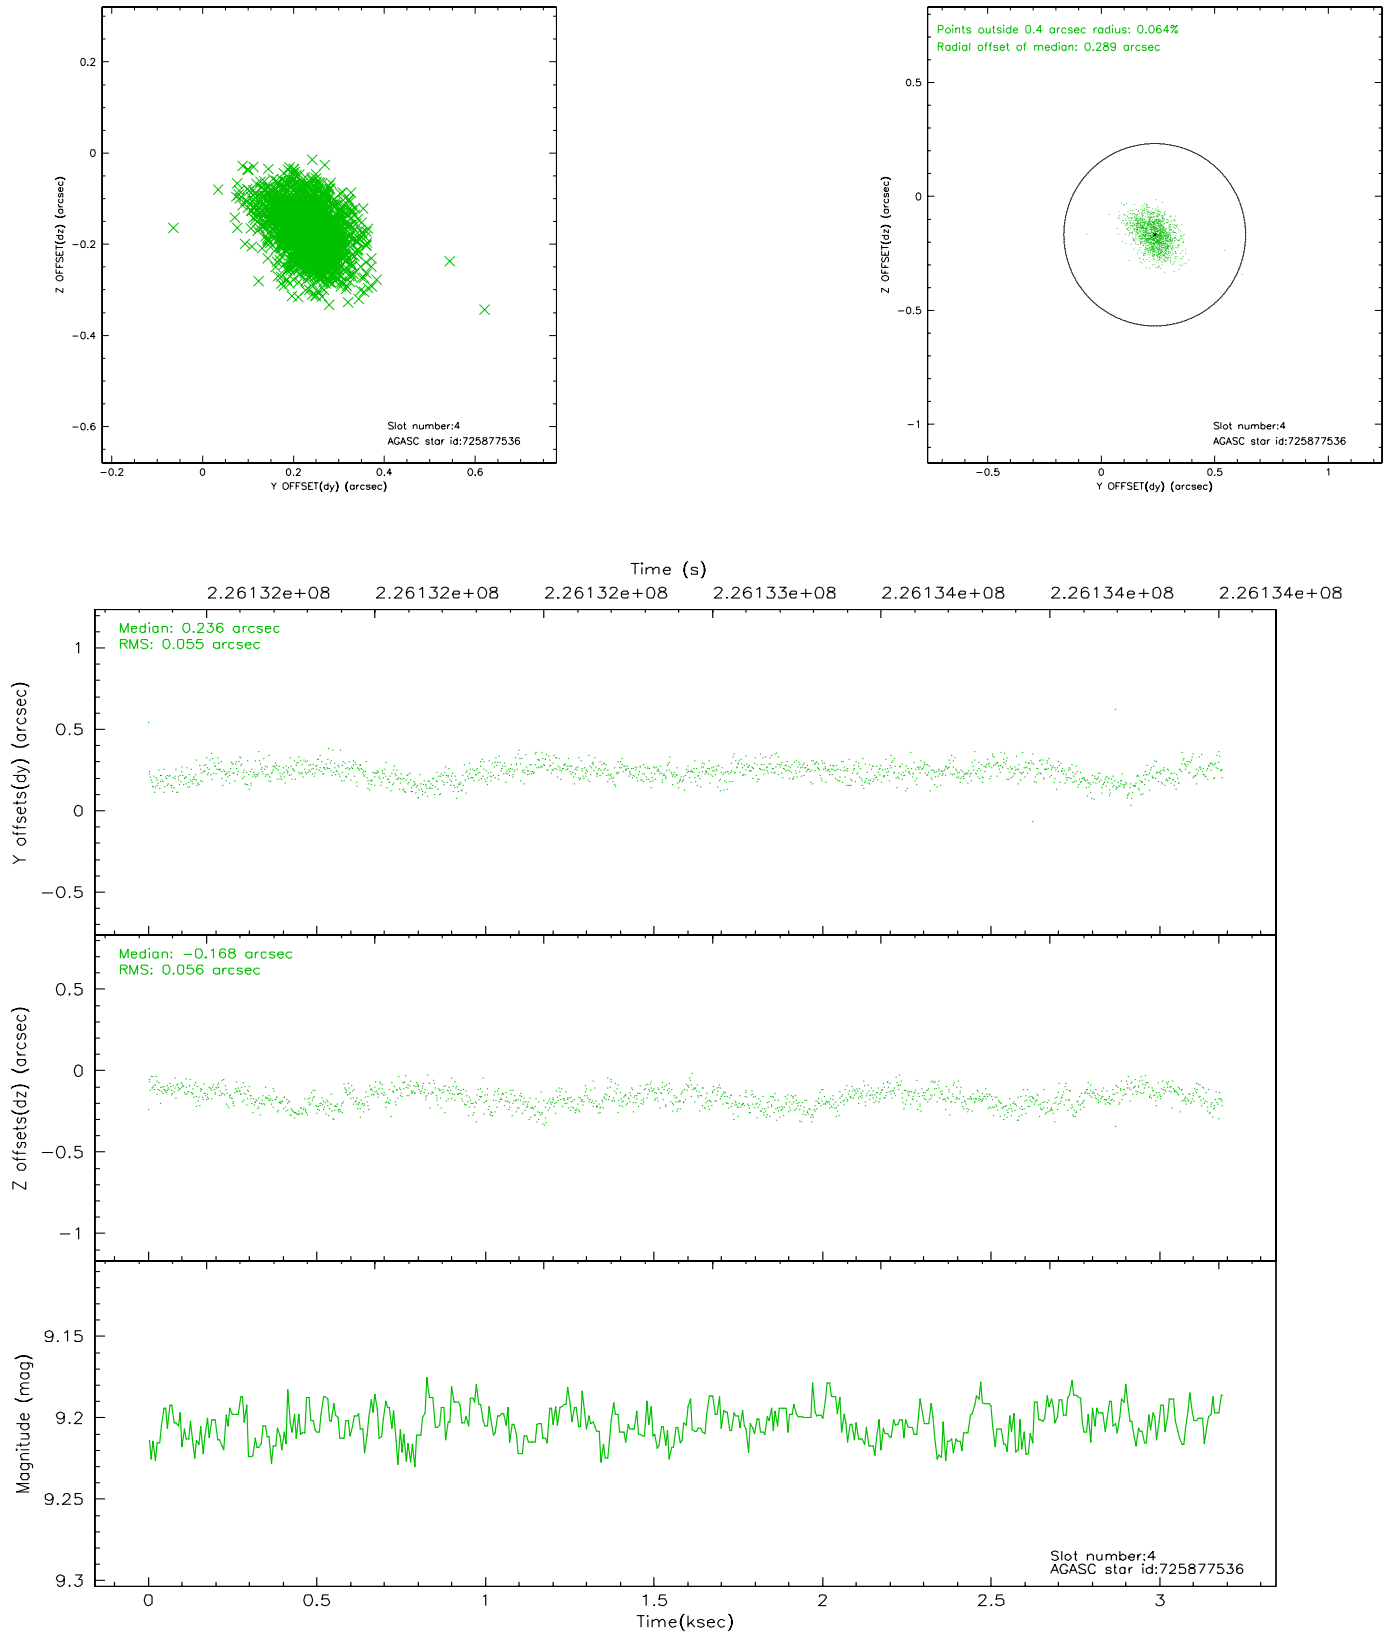 0.2
0
-0.2
-0.4
-0.6
Z OFFSET(dz) (arcsec)
Slot number:4
AGASC star id:725877536
-0.2 0 0.2 0.4 0.6
Y OFFSET(dy) (arcsec)
Points outside 0.4 arcsec radius: 0.064%
Radial offset of median: 0.289 arcsec
0.5
0
-0.5
-1
Z OFFSET(dz) (arcsec)
Slot number:4
AGASC star id:725877536
-0.5 0 0.5 1
Y OFFSET(dy) (arcsec)
Time (s)
2.26132e+08 2.26132e+08 2.26132e+08 2.26133e+08 2.26134e+08 2.26134e+08 2.26134e+08
Median: 0.236 arcsec
RMS: 0.055 arcsec
1
0.5
0
-0.5
Y offsets(dy) (arcsec)
Median: -0.168 arcsec
RMS: 0.056 arcsec
0.5
0
-0.5
-1
Z offsets(dz) (arcsec)
9.15
9.2
9.25
9.3
Magnitude (mag)
Slot number:4
AGASC star id:725877536
0 0.5 1 1.5 2 2.5 3
Time(ksec)